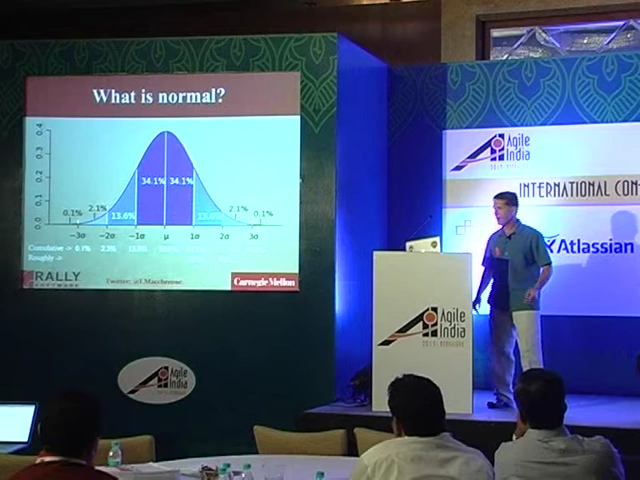 What is normal?
0.4
0.3
0.2
0.1
0.0
34.1% 34.1%
0.1% 2.1% 13.6% 13.6% 2.1% 0.1%
−3σ −2σ −1σ μ 1σ 2σ 3σ
Cumulative -> 0.1% 2.3%
Roughly ->
RALLY
SOFTWARE
Carnegie Mellon
Agile
India
INTERNATIONAL CON
Atlassian
Agile
India
Agile
India